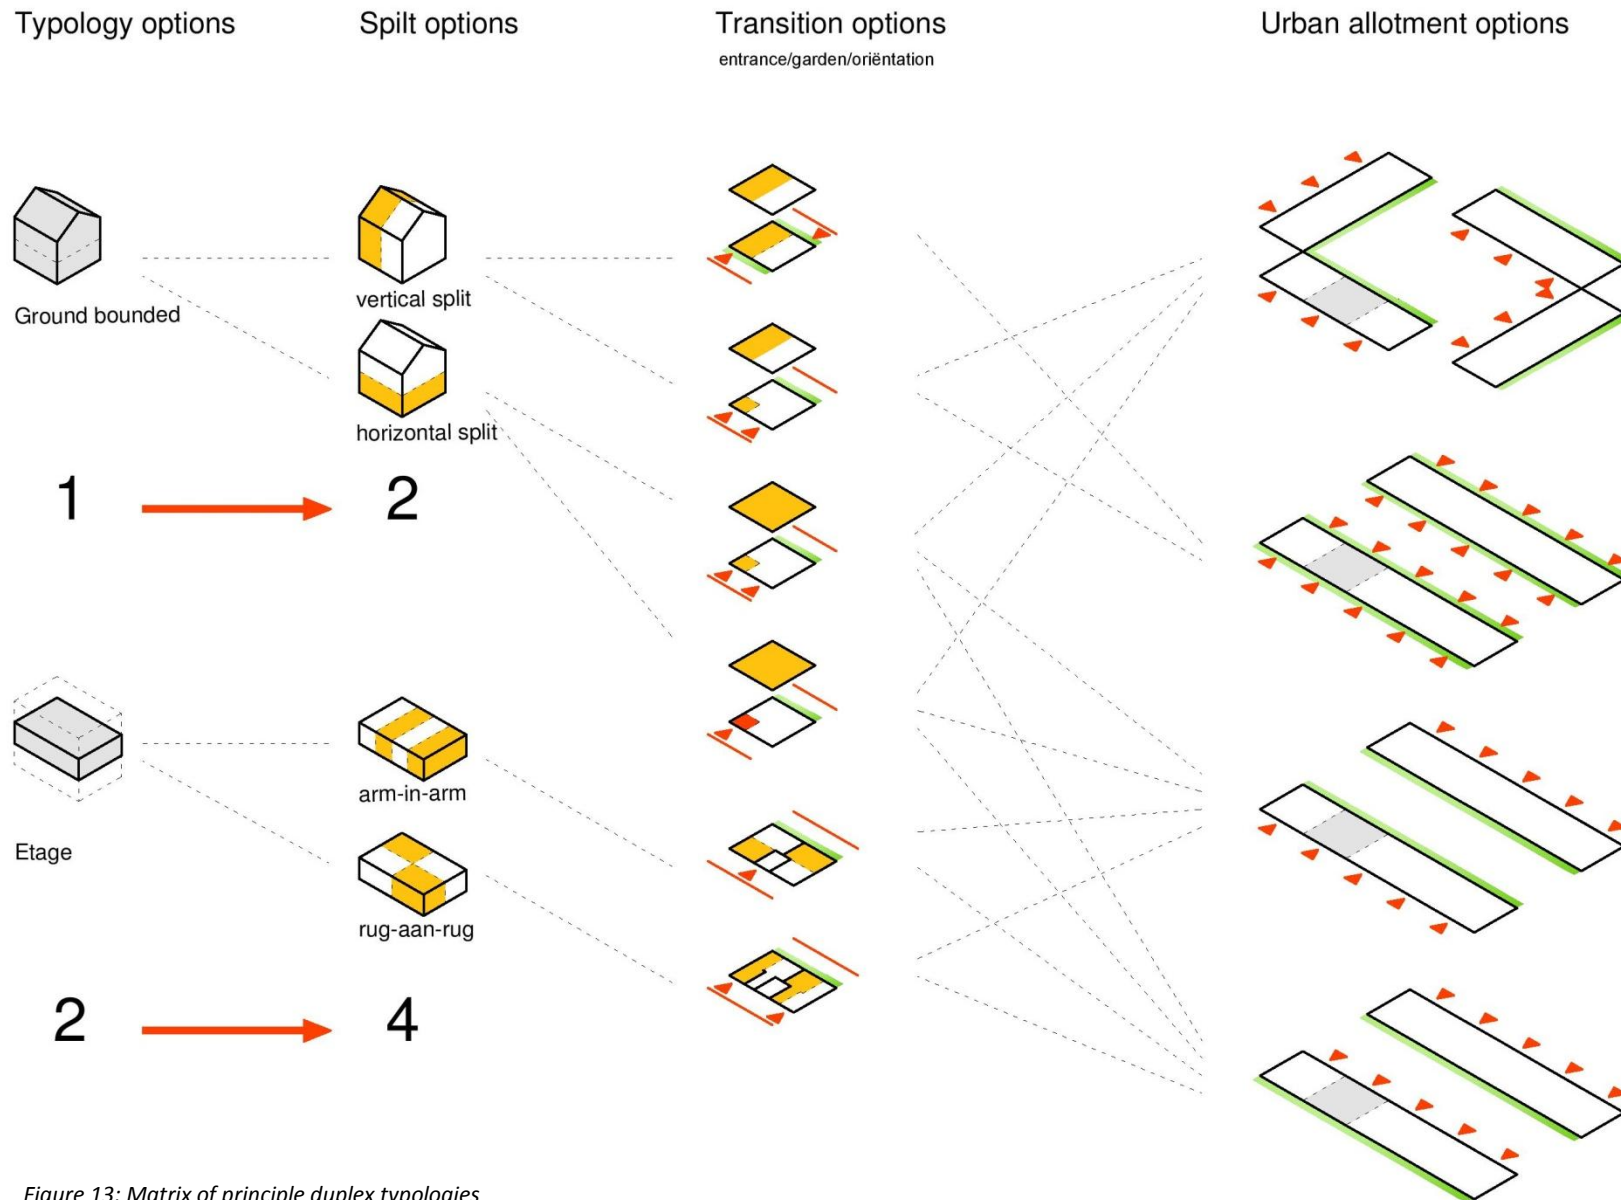 Typology options
Spilt options
Transition options
entrance/garden/oriëntation
Urban allotment options
Ground bounded
vertical split
horizontal split
1
2
Etage
arm-in-arm
rug-aan-rug
2
4
Figure 13: Matrix of principle duplex typologies